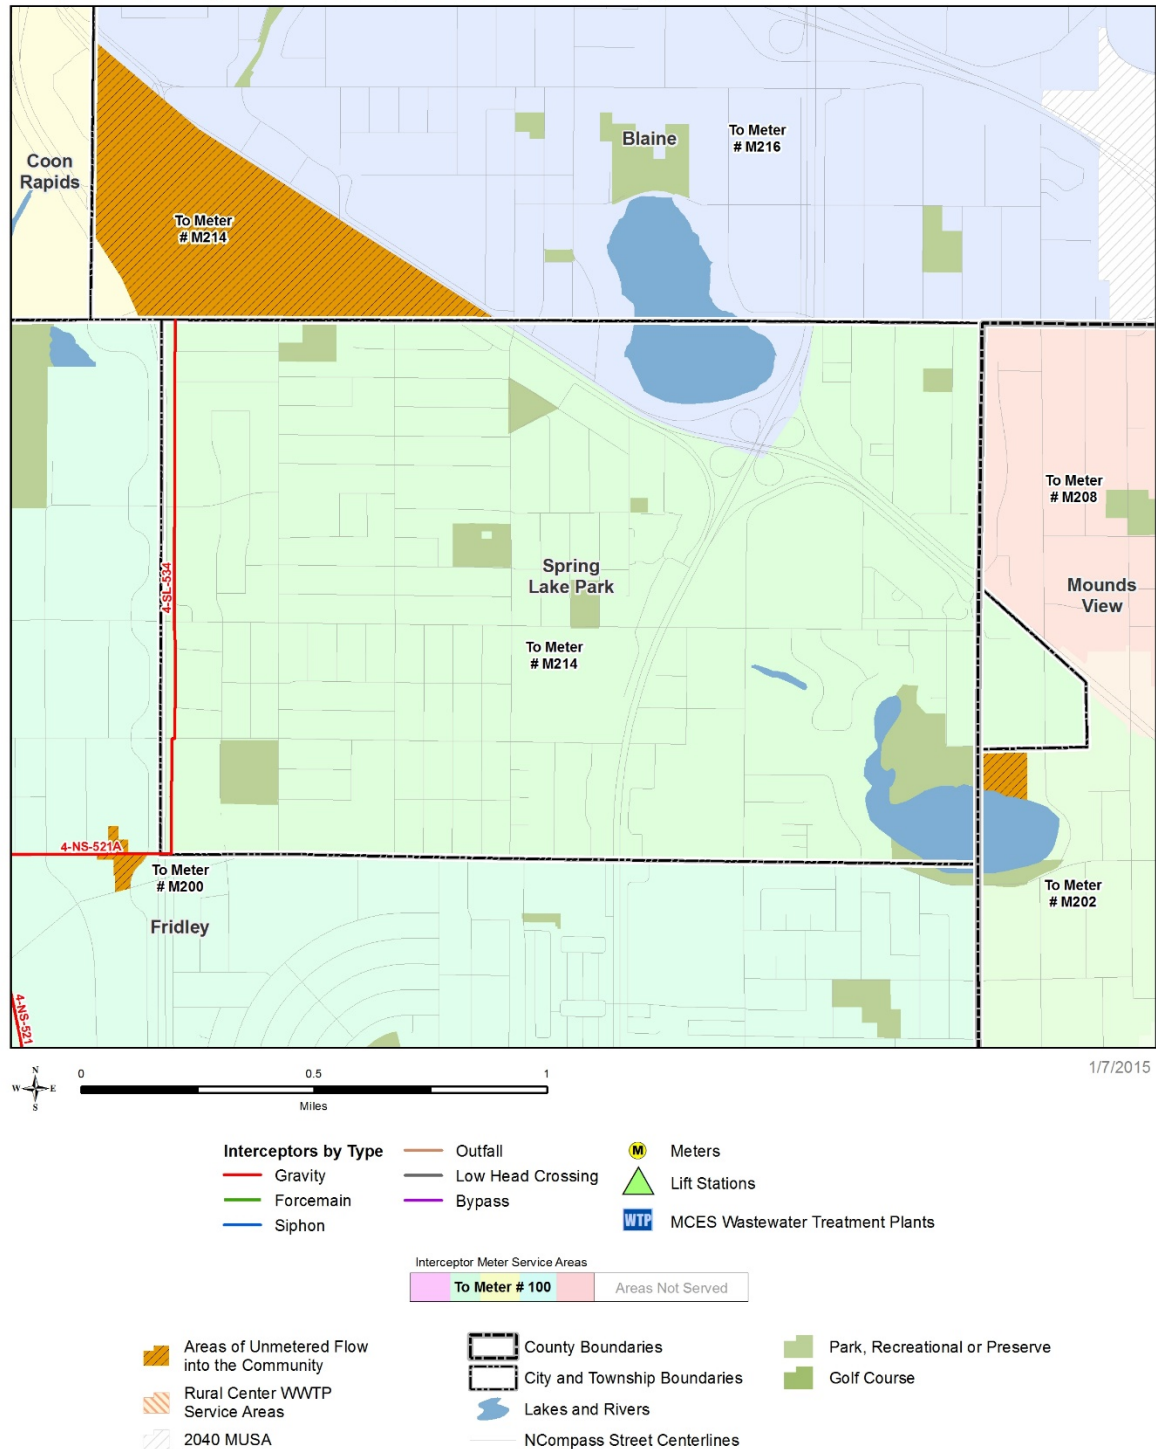 Coon
Rapids
Blaine
To Meter
# M216
To Meter
# M214
To Meter
# M208
Mounds
View
4-SL-534
Spring
Lake Park
To Meter
# M214
4-NS-521A
To Meter
# M200
Fridley
To Meter
# M202
4-NS-521
1/7/2015
N
W E
S
0 0.5 1
Miles
Interceptors by Type
Gravity
Forcemain
Siphon
Outfall
Low Head Crossing
Bypass
M Meters
Lift Stations
WTP MCES Wastewater Treatment Plants
Interceptor Meter Service Areas
To Meter # 100 Areas Not Served
Areas of Unmetered Flow
into the Community
Rural Center WWTP
Service Areas
2040 MUSA
County Boundaries
City and Township Boundaries
Lakes and Rivers
NCompass Street Centerlines
Park, Recreational or Preserve
Golf Course